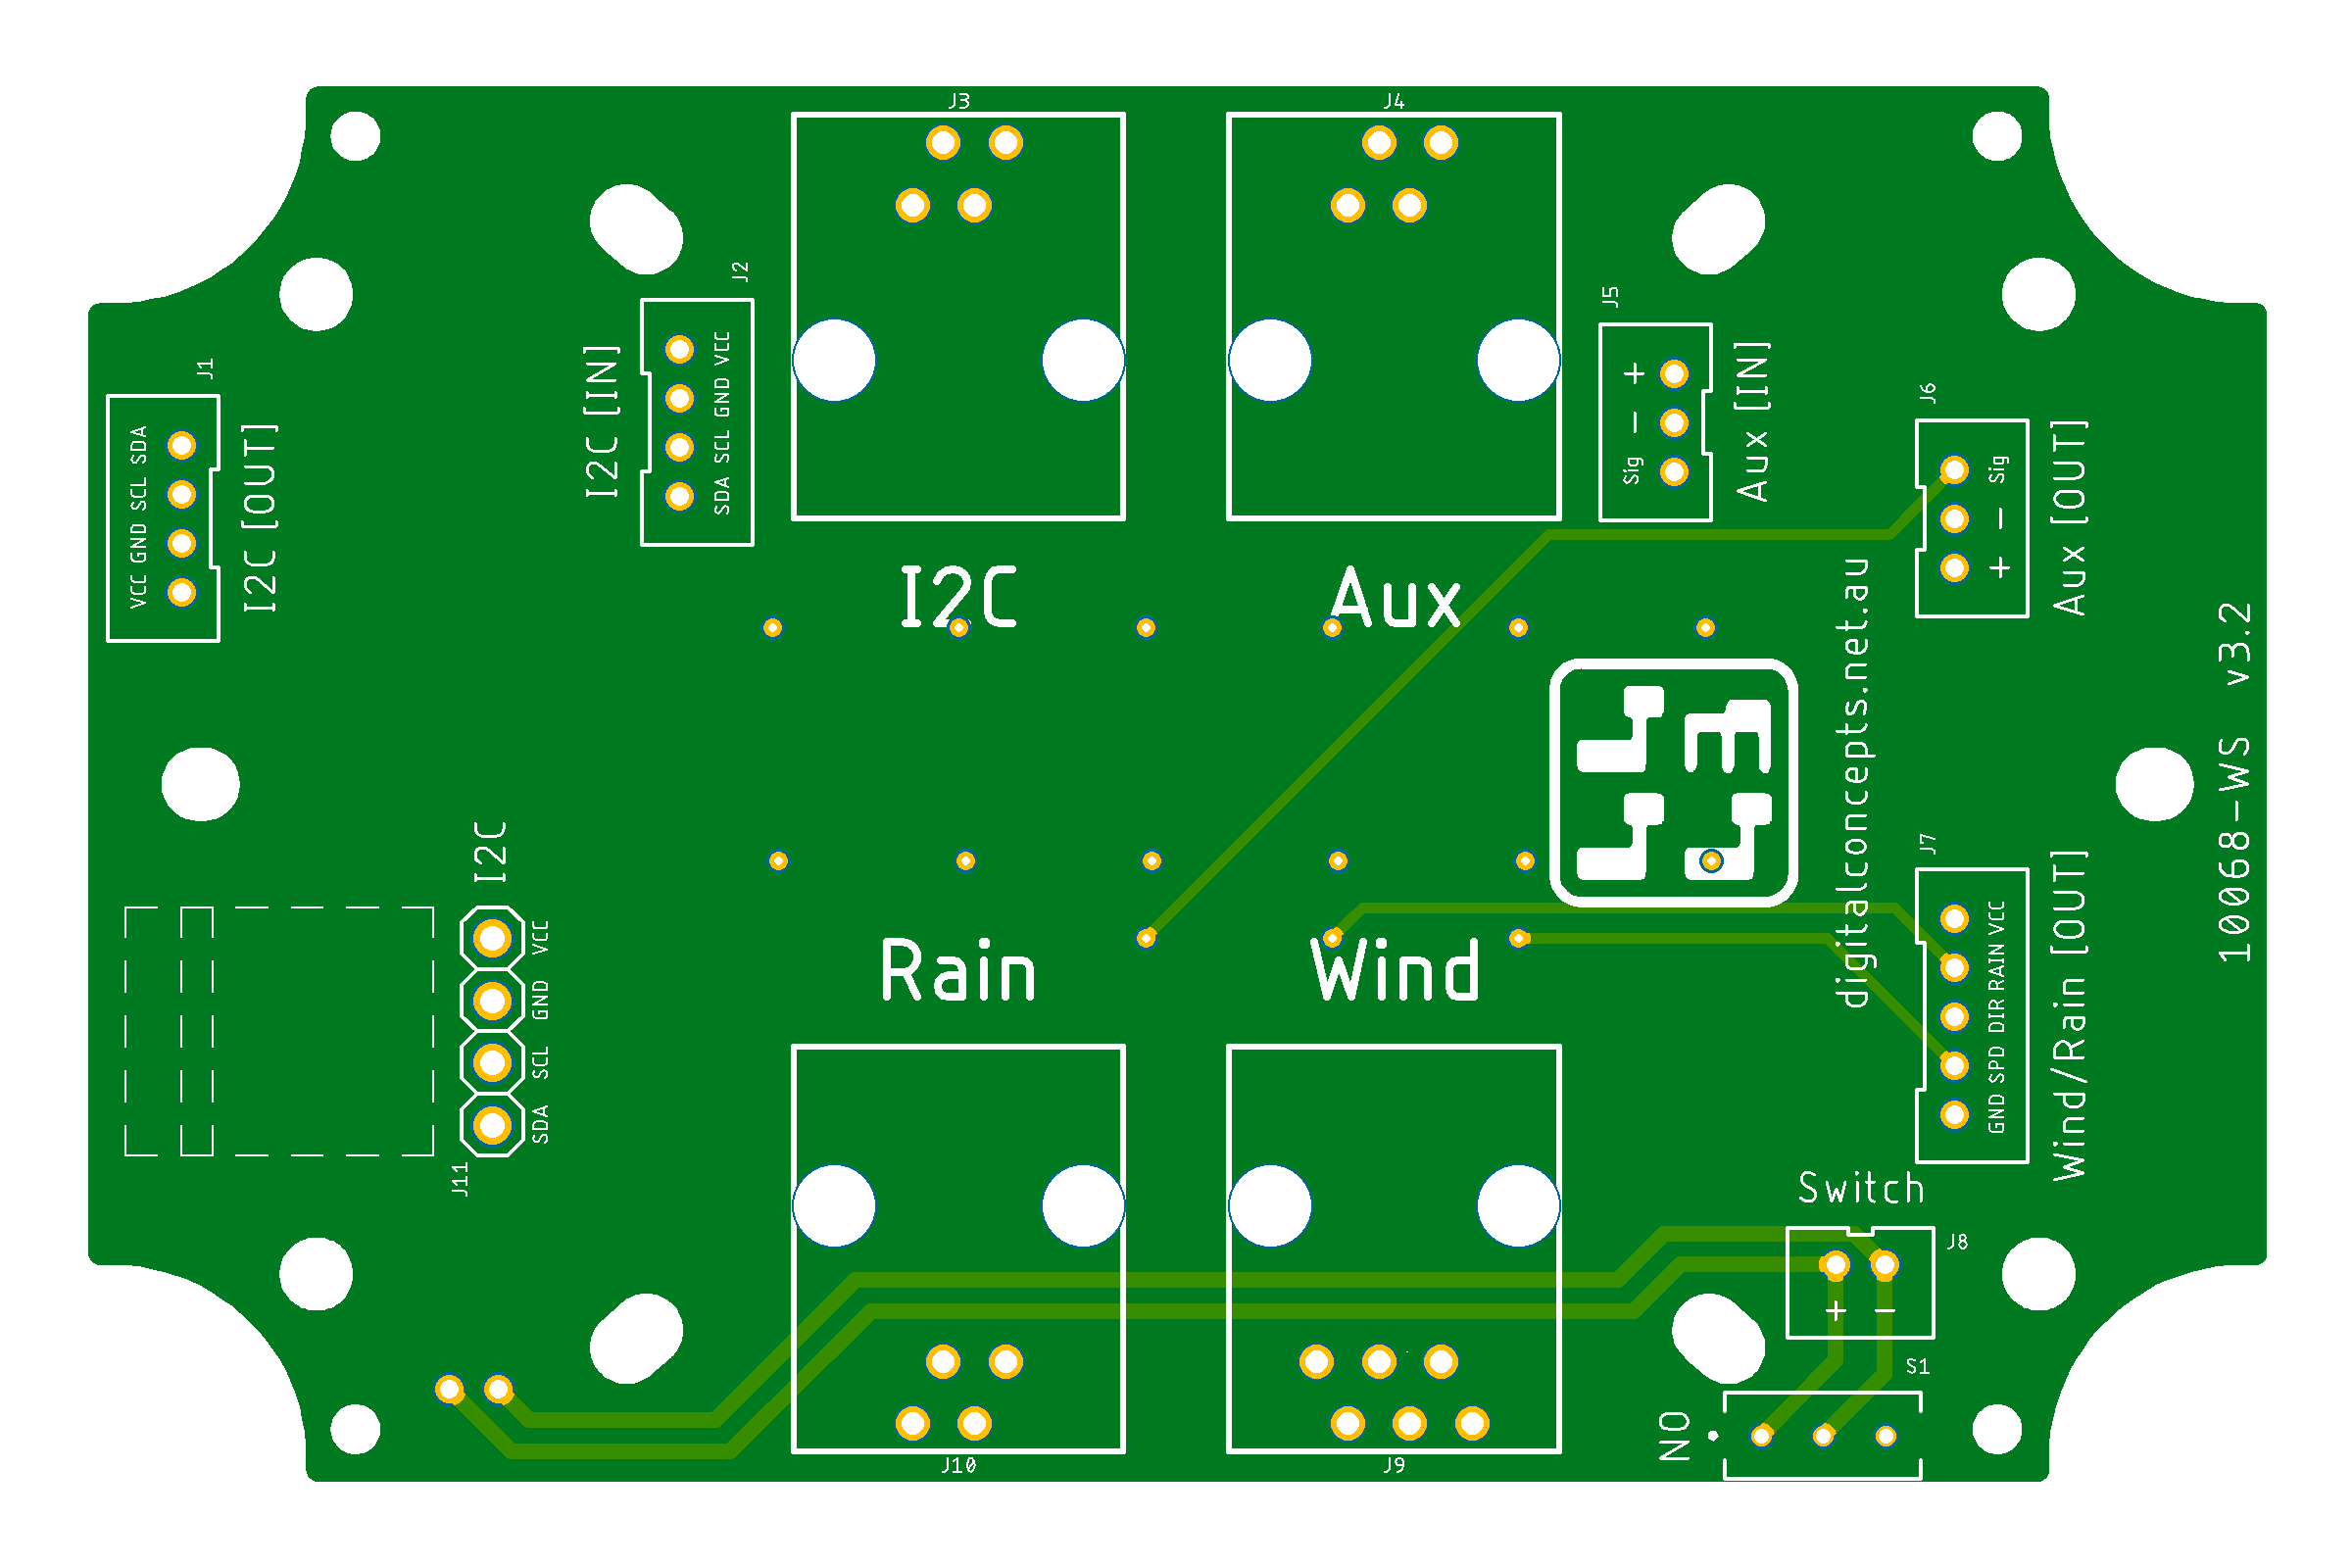 J3
J4
J2
J5
J1
J6
I2C [IN]
SDA SCL GND VCC
Sig - +
Aux [IN]
VCC GND SCL SDA
I2C [OUT]
+ - Sig
Aux [OUT]
I2C
Aux
digitalconcepts.net.au
10068-WS v3.2
I2C
J7
Rain
Wind
SDA SCL GND VCC
GND SPD DIR RAIN VCC
Wind/Rain [OUT]
J11
Switch
J8
+ -
S1
NO
J10
J9